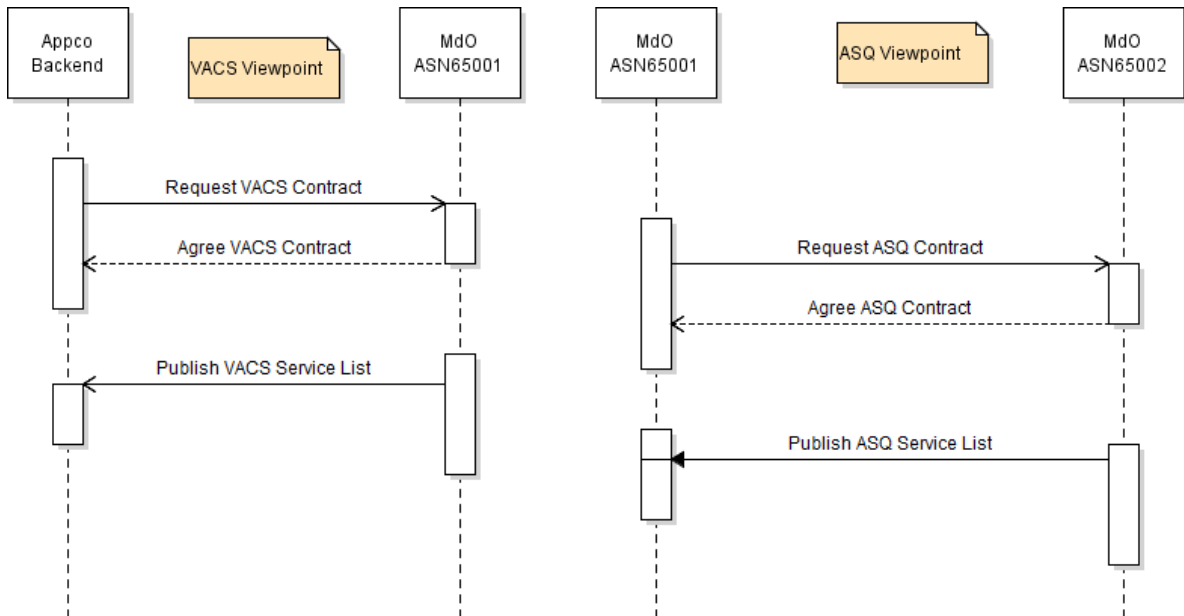 Appco
Backend
VACS Viewpoint
MdO
ASN65001
Request VACS Contract
Agree VACS Contract
Publish VACS Service List
MdO
ASN65001
ASQ Viewpoint
MdO
ASN65002
Request ASQ Contract
Agree ASQ Contract
Publish ASQ Service List